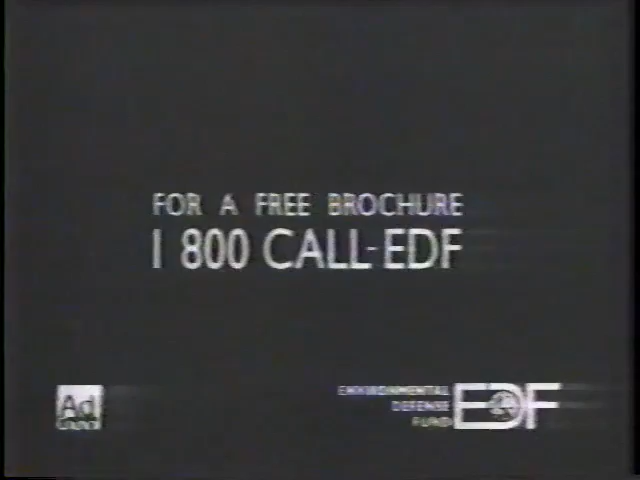 FOR A FREE BROCHURE
1 800 CALL-EDF
Ad
ENVIRONMENTAL
DEFENSE
FUND
EDF